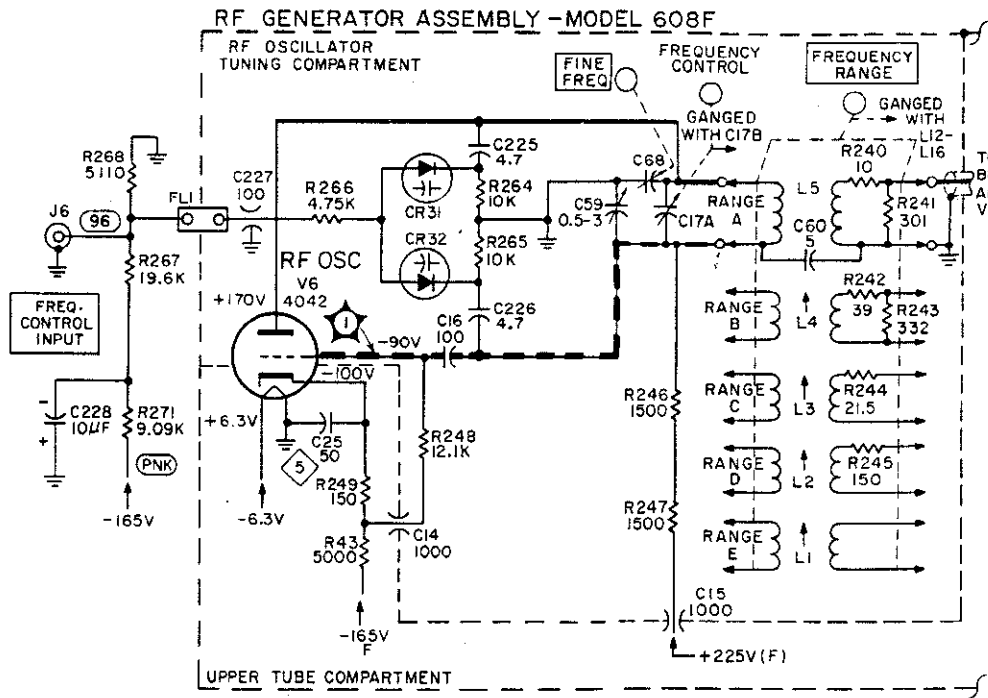 RF GENERATOR ASSEMBLY - MODEL 608F
RF OSCILLATOR
TUNING COMPARTMENT
FINE
FREQ
FREQUENCY
CONTROL
FREQUENCY
RANGE
GANGED
WITH C17B
GANGED
WITH
L12-
L16
R268
5110
J6
96
FL1
C227
100
R266
4.75K
CR31
CR32
C225
4.7
R264
10K
R265
10K
C226
4.7
C68
C59
0.5-3
C17A
RANGE
A
L5
R240
10
R241
301
C60
5
R267
19.6K
FREQ-
CONTROL
INPUT
RF OSC
V6
4042
+170V
1
-90V
-100V
C16
100
RANGE
B
L4
R242
39
R243
332
C228
10µF
-
+
R271
9.09K
PNK
-165V
+6.3V
C25
50
5
-6.3V
R249
150
R43
5000
-165V
F
R248
12.1K
C14
1000
R246
1500
R247
1500
C15
1000
+225V(F)
RANGE
C
L3
R244
21.5
RANGE
D
L2
R245
150
RANGE
E
L1
UPPER TUBE COMPARTMENT